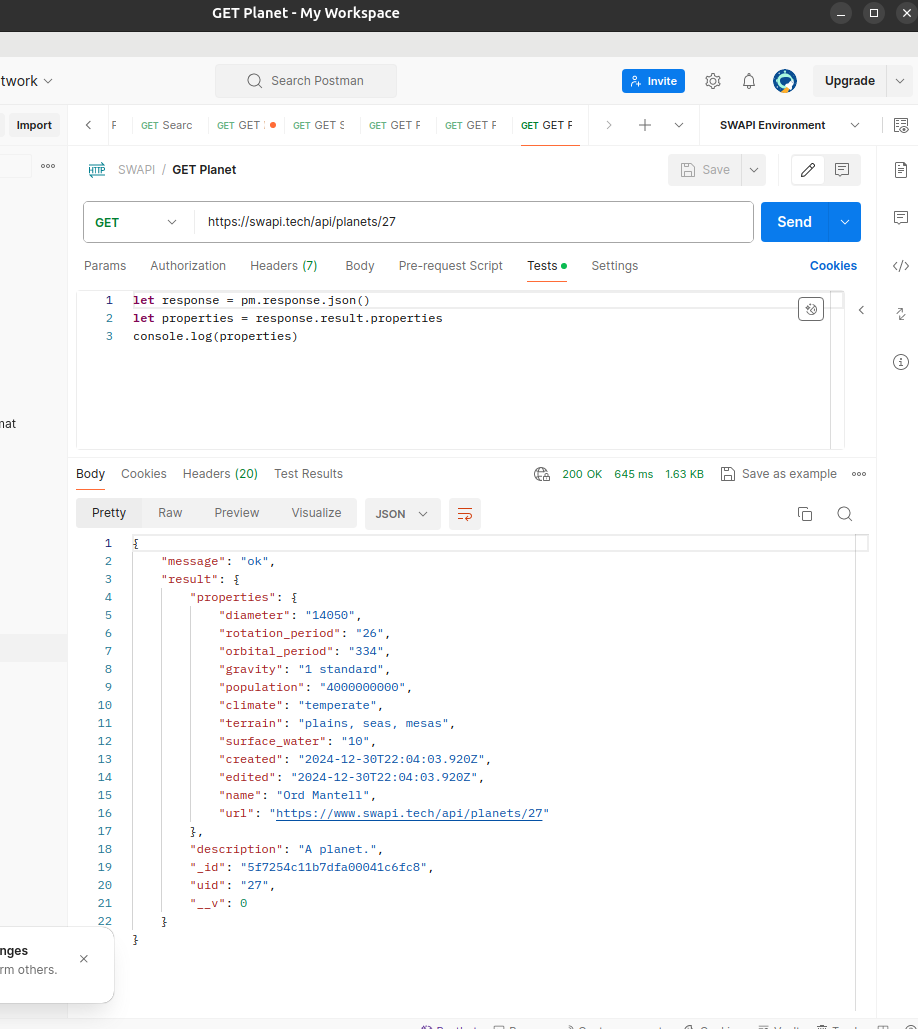 GET Planet - My Workspace
Search Postman
Invite
Upgrade
Import
GET Searc
GET
GET S
GET F
GET F
GET F
SWAPI Environment
HTTP SWAPI / GET Planet
Save
GET https://swapi.tech/api/planets/27
Send
Params Authorization Headers (7) Body Pre-request Script Tests Settings
Cookies
1 let response = pm.response.json()
2 let properties = response.result.properties
3 console.log(properties)
Body Cookies Headers (20) Test Results
200 OK 645 ms 1.63 KB Save as example
Pretty Raw Preview Visualize JSON
1 {
2 "message": "ok",
3 "result": {
4 "properties": {
5 "diameter": "14050",
6 "rotation_period": "26",
7 "orbital_period": "334",
8 "gravity": "1 standard",
9 "population": "4000000000",
10 "climate": "temperate",
11 "terrain": "plains, seas, mesas",
12 "surface_water": "10",
13 "created": "2024-12-30T22:04:03.920Z",
14 "edited": "2024-12-30T22:04:03.920Z",
15 "name": "Ord Mantell",
16 "url": "https://www.swapi.tech/api/planets/27"
17 },
18 "description": "A planet.",
19 "_id": "5f7254c11b7dfa00041c6fc8",
20 "uid": "27",
21 "__v": 0
22 }
}
others.